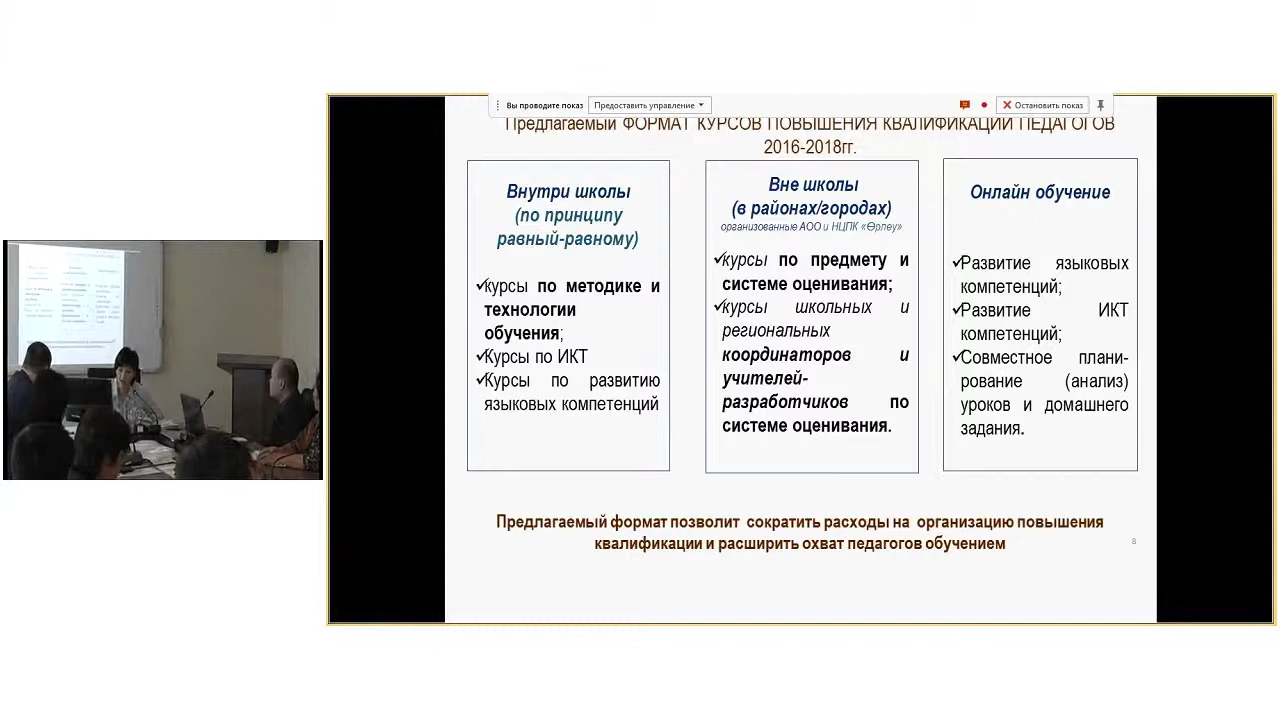 Вы проводите показ
Предоставить управление
Остановить показ
Предлагаемый ФОРМАТ КУРСОВ ПОВЫШЕНИЯ КВАЛИФИКАЦИИ ПЕДАГОГОВ
2016-2018гг.
Внутри школы
(по принципу
равный-равному)
курсы по методике и
технологии
обучения;
Курсы по ИКТ
Курсы по развитию
языковых компетенций
Вне школы
(в районах/городах)
организованные АОО и НЦПК «Өрлеу»
курсы по предмету и
системе оценивания;
курсы школьных и
региональных
координаторов и
учителей-
разработчиков по
системе оценивания.
Онлайн обучение
Развитие языковых
компетенций;
Развитие ИКТ
компетенций;
Совместное плани-
рование (анализ)
уроков и домашнего
задания.
Предлагаемый формат позволит сократить расходы на организацию повышения
квалификации и расширить охват педагогов обучением
8